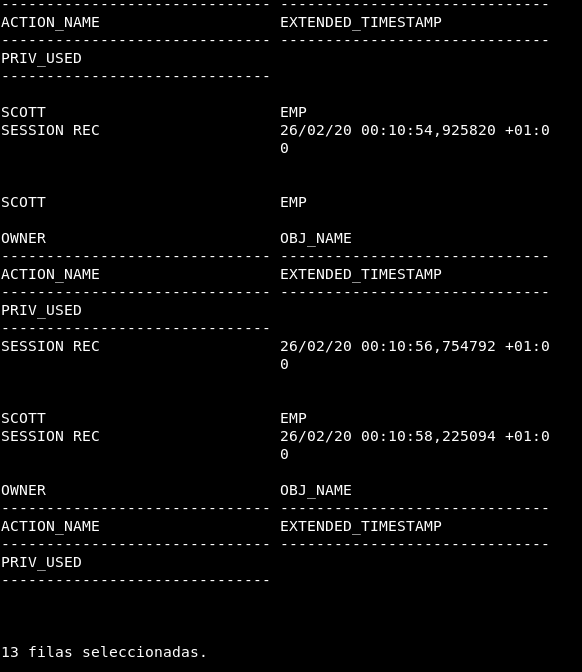 ------------------------------ ------------------------------
ACTION_NAME                    EXTENDED_TIMESTAMP
------------------------------ ------------------------------
PRIV_USED
------------------------------

SCOTT                          EMP
SESSION REC                    26/02/20 00:10:54,925820 +01:0
                               0


SCOTT                          EMP

OWNER                          OBJ_NAME
------------------------------ ------------------------------
ACTION_NAME                    EXTENDED_TIMESTAMP
------------------------------ ------------------------------
PRIV_USED
------------------------------
SESSION REC                    26/02/20 00:10:56,754792 +01:0
                               0


SCOTT                          EMP
SESSION REC                    26/02/20 00:10:58,225094 +01:0
                               0

OWNER                          OBJ_NAME
------------------------------ ------------------------------
ACTION_NAME                    EXTENDED_TIMESTAMP
------------------------------ ------------------------------
PRIV_USED
------------------------------



13 filas seleccionadas.